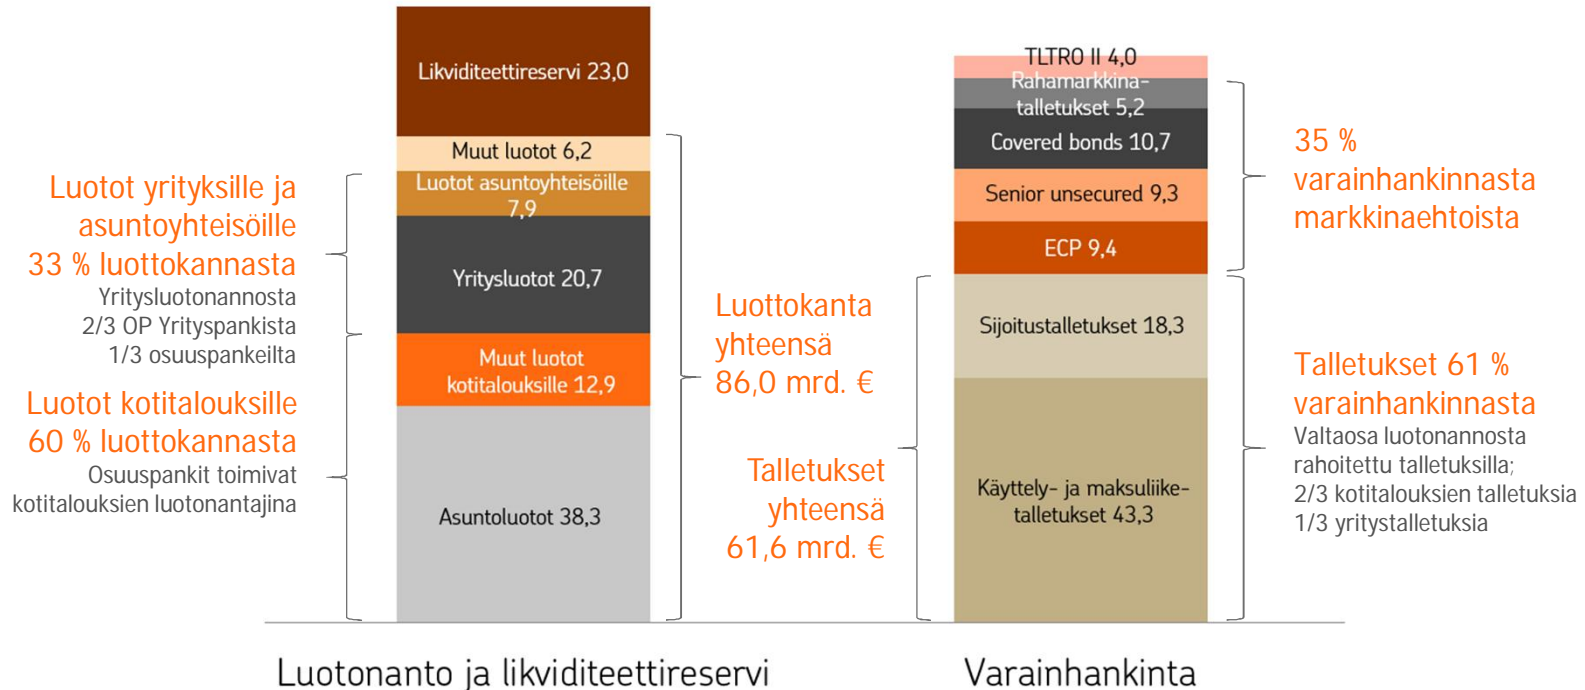 Likviditeettireservi 23,0
Muut luotot 6,2
Luotot asuntoyhteisöille
7,9
Yritysluotot 20,7
Muut luotot
kotitalouksille 12,9
Asuntoluotot 38,3
Luotot yrityksille ja
asuntoyhteisöille
33 % luottokannasta
Yritysluotonannosta
2/3 OP Yrityspankista
1/3 osuuspankeilta
Luotot kotitalouksille
60 % luottokannasta
Osuuspankit toimivat
kotitalouksien luotonantajina
Luottokanta
yhteensä
86,0 mrd. €
Talletukset
yhteensä
61,6 mrd. €
TLTRO II 4,0
Rahamarkkina-
talletukset 5,2
Covered bonds 10,7
Senior unsecured 9,3
ECP 9,4
Sijoitustalletukset 18,3
Käyttely- ja maksuliike-
talletukset 43,3
35 %
varainhankinnasta
markkinaehtoista
Talletukset 61 %
varainhankinnasta
Valtaosa luotonannosta
rahoitettu talletuksilla;
2/3 kotitalouksien talletuksia
1/3 yritystalletuksia
Luotonanto ja likviditeettireservi
Varainhankinta